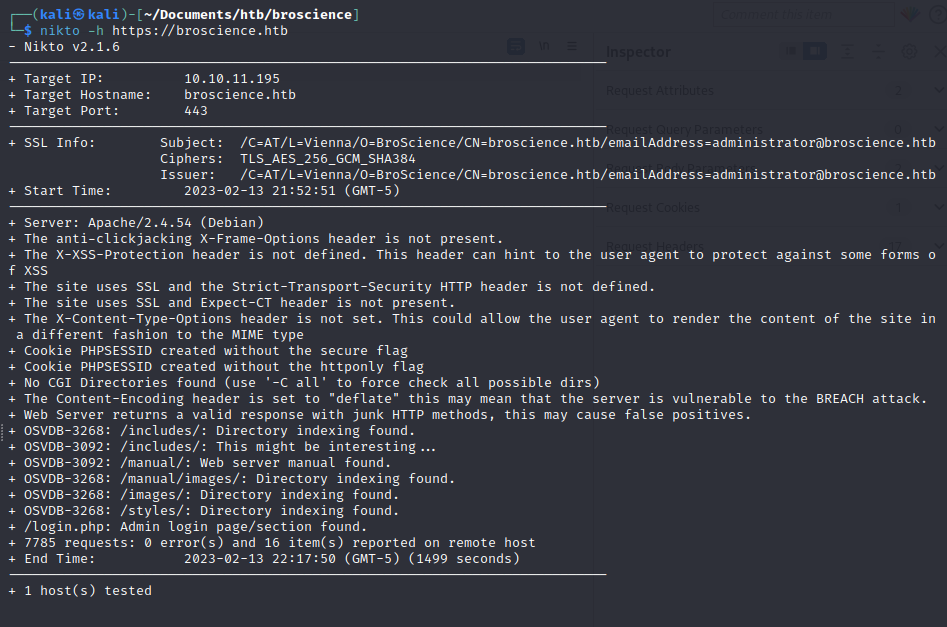 ┌──(kali㉿kali)-[~/Documents/htb/broscience]
└─$ nikto -h https://broscience.htb
- Nikto v2.1.6
+ Target IP: 10.10.11.195
+ Target Hostname: broscience.htb
+ Target Port: 443
+ SSL Info: Subject: /C=AT/L=Vienna/O=BroScience/CN=broscience.htb/emailAddress=administrator@broscience.htb
Ciphers: TLS_AES_256_GCM_SHA384
Issuer: /C=AT/L=Vienna/O=BroScience/CN=broscience.htb/emailAddress=administrator@broscience.htb
+ Start Time: 2023-02-13 21:52:51 (GMT-5)
+ Server: Apache/2.4.54 (Debian)
+ The anti-clickjacking X-Frame-Options header is not present.
+ The X-XSS-Protection header is not defined. This header can hint to the user agent to protect against some forms o
f XSS
+ The site uses SSL and the Strict-Transport-Security HTTP header is not defined.
+ The site uses SSL and Expect-CT header is not present.
+ The X-Content-Type-Options header is not set. This could allow the user agent to render the content of the site in
a different fashion to the MIME type
+ Cookie PHPSESSID created without the secure flag
+ Cookie PHPSESSID created without the httponly flag
+ No CGI Directories found (use '-C all' to force check all possible dirs)
+ The Content-Encoding header is set to "deflate" this may mean that the server is vulnerable to the BREACH attack.
+ Web Server returns a valid response with junk HTTP methods, this may cause false positives.
+ OSVDB-3268: /includes/: Directory indexing found.
+ OSVDB-3092: /includes/: This might be interesting...
+ OSVDB-3092: /manual/: Web server manual found.
+ OSVDB-3268: /manual/images/: Directory indexing found.
+ OSVDB-3268: /images/: Directory indexing found.
+ OSVDB-3268: /styles/: Directory indexing found.
+ /login.php: Admin login page/section found.
+ 7785 requests: 0 error(s) and 16 item(s) reported on remote host
+ End Time: 2023-02-13 22:17:50 (GMT-5) (1499 seconds)
+ 1 host(s) tested
Comment this item
Inspector
Request Attributes 2
Request Query Parameters
Request Body Parameters
Request Cookies 1
Request Headers